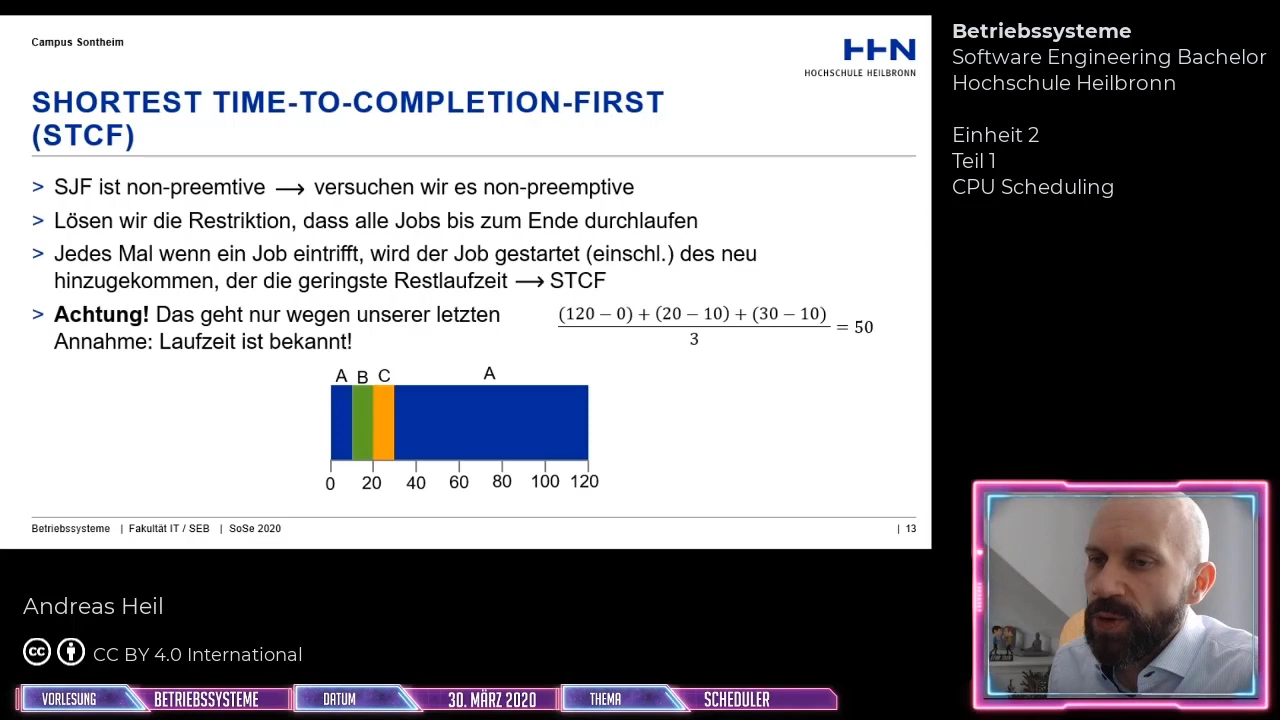 Campus Sontheim
HHN
HOCHSCHULE HEILBRONN
SHORTEST TIME-TO-COMPLETION-FIRST
(STCF)
> SJF ist non-preemtive ⟶ versuchen wir es non-preemptive
> Lösen wir die Restriktion, dass alle Jobs bis zum Ende durchlaufen
> Jedes Mal wenn ein Job eintrifft, wird der Job gestartet (einschl.) des neu
hinzugekommen, der die geringste Restlaufzeit ⟶ STCF
> Achtung! Das geht nur wegen unserer letzten
Annahme: Laufzeit ist bekannt!
(120 − 0) + (20 − 10) + (30 − 10)
= 50
3
A B C A
0 20 40 60 80 100 120
Betriebssysteme | Fakultät IT / SEB | SoSe 2020 | 13
Betriebssysteme
Software Engineering Bachelor
Hochschule Heilbronn
Einheit 2
Teil 1
CPU Scheduling
Andreas Heil
cc CC BY 4.0 International
VORLESUNG BETRIEBSSYSTEME DATUM 30. MÄRZ 2020 THEMA SCHEDULER